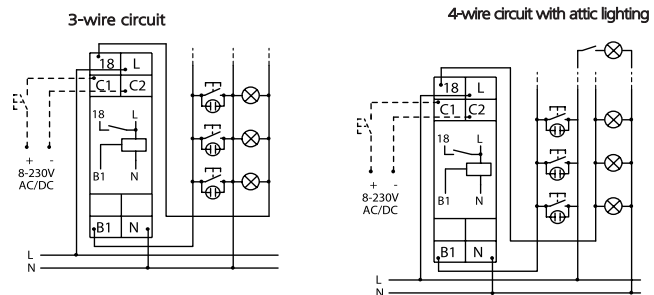 3-wire circuit
18 L
C1 C2
18 L
B1 N
+ -
8-230V
AC/DC
B1 N
L
N
4-wire circuit with attic lighting
18 L
C1 C2
18 L
B1 N
+ -
8-230V
AC/DC
B1 N
L
N